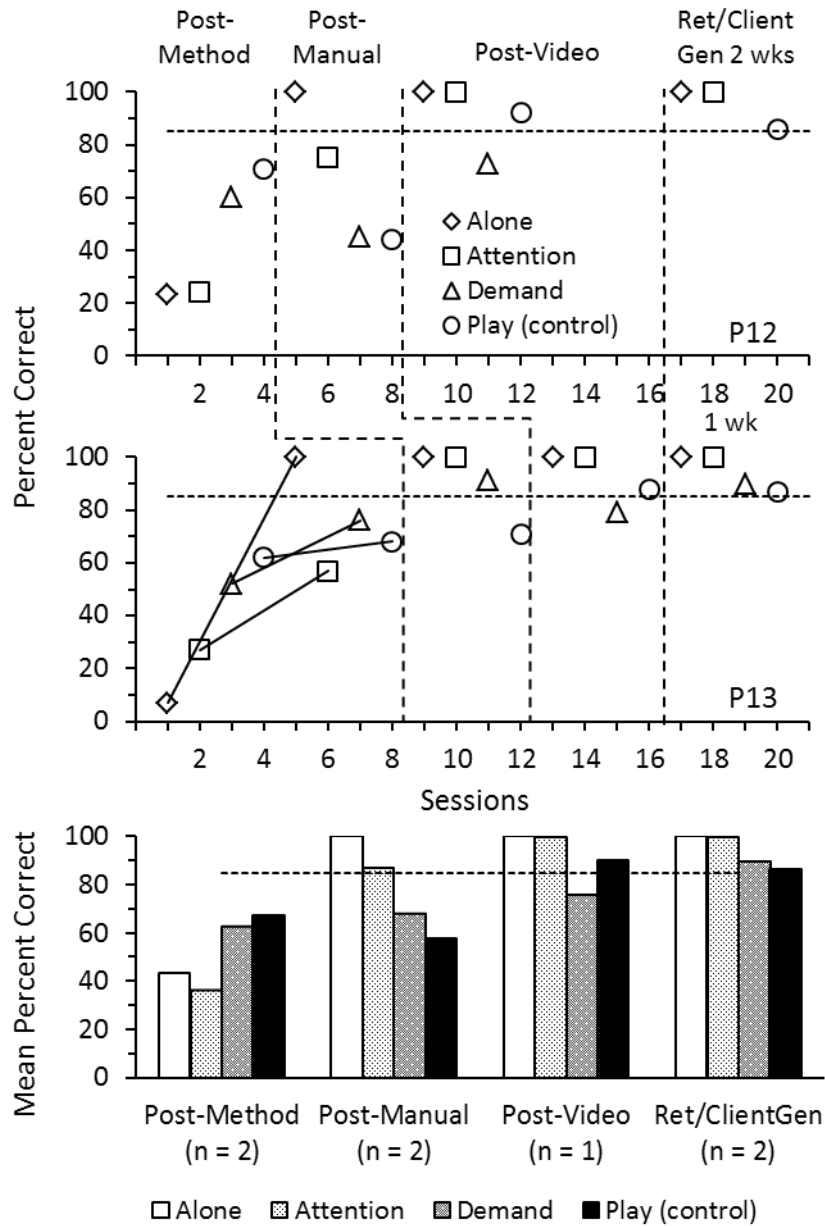 Post-
Method
Post-
Manual
Post-Video
Ret/Client
Gen 2 wks
Percent Correct
100
80
60
40
20
0
Alone
Attention
Demand
Play (control)
P12
2 4 6 8 10 12 14 16 18 20
1 wk
100
80
60
40
20
0
P13
2 4 6 8 10 12 14 16 18 20
Sessions
Mean Percent Correct
100
80
60
40
20
0
Post-Method Post-Manual Post-Video Ret/ClientGen
(n = 2) (n = 2) (n = 1) (n = 2)
Alone Attention Demand Play (control)